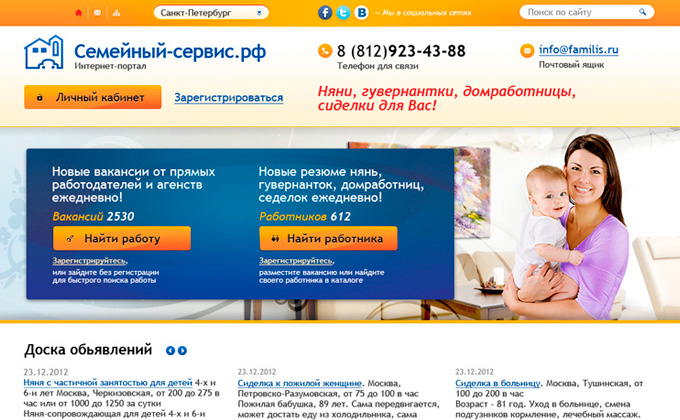 Санкт-Петербург
f
t
B
— Мы в социальных сетях
Поиск по сайту
Семейный-сервис.рф
Интернет-портал
8 (812)923-43-88
Телефон для связи
info@familis.ru
Почтовый ящик
Личный кабинет
Зарегистрироваться
Няни, гувернантки, домработницы,
сиделки для Вас!
Новые вакансии от прямых
работодателей и агенств
ежедневно!
Вакансий 2530
Найти работу
Зарегистрируйтесь,
или зайдите без регистрации
для быстрого поиска работы
Новые резюме нянь,
гувернанток, домработниц,
седелок ежедневно!
Работников 612
Найти работника
Зарегистрируйтесь,
разместите вакансию или найдите
своего работника в каталоге
Доска обьявлений
23.12.2012
Няня с частичной занятостью для детей 4-х и
6-и лет Москва, Черкизовская, от 200 до 275
в час или от 1000 до 1250 за сутки
Няня-сопровождающая для детей 4-х и 6-и
23.12.2012
Сиделка к пожилой женщине. Москва,
Петровско-Разумовская, от 75 до 100 в час
Пожилая бабушка, 89 лет. Сама передвигается,
может достать еду из холодильника, сама
23.12.2012
Сиделка в больницу. Москва, Тушинская, от
100 до 200 в час
Возраст - 81 год. Уход в больнице, смена
подгузников кормление, лечебный массаж.